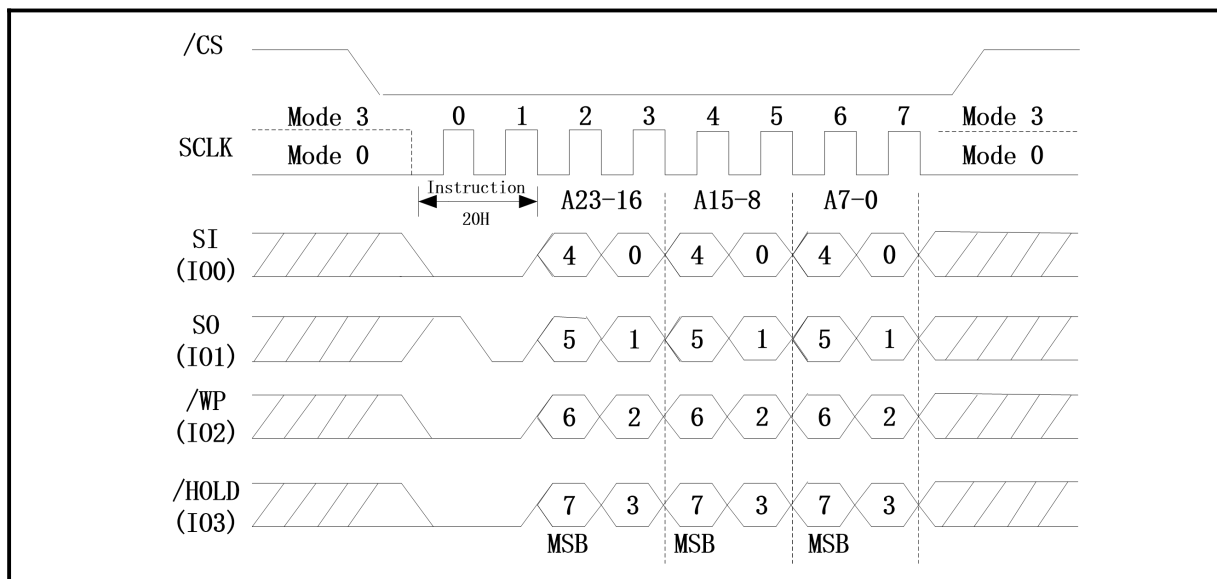 /CS
Mode 3 0 1 2 3 4 5 6 7 Mode 3
SCLK
Mode 0 Mode 0
Instruction
A23-16 A15-8 A7-0
20H
SI
(IO0)
4 0 4 0 4 0
SO
(IO1)
5 1 5 1 5 1
/WP
(IO2)
6 2 6 2 6 2
/HOLD
(IO3)
7 3 7 3 7 3
MSB MSB MSB